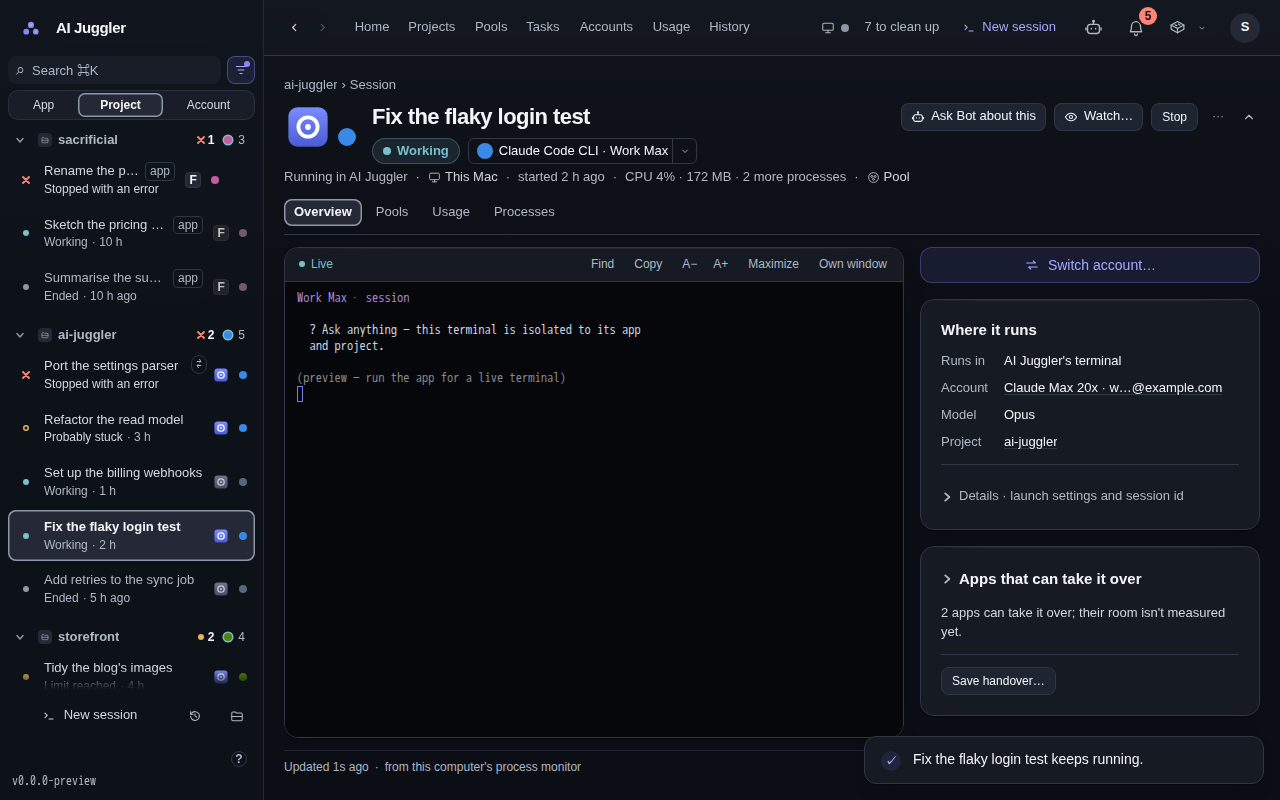 AI Juggler
Search ⌘K
App Project Account
sacrificial 1 3
Rename the p… app F
Stopped with an error
Sketch the pricing … app F
Working · 10 h
Summarise the su… app F
Ended · 10 h ago
ai-juggler 2 5
Port the settings parser
Stopped with an error
Refactor the read model
Probably stuck · 3 h
Set up the billing webhooks
Working · 1 h
Fix the flaky login test
Working · 2 h
Add retries to the sync job
Ended · 5 h ago
storefront 2 4
Tidy the blog's images
Limit reached · 4 h
New session
?
v0.0.0-preview
Home Projects Pools Tasks Accounts Usage History 7 to clean up New session 5 S
ai-juggler › Session
Fix the flaky login test
Ask Bot about this Watch… Stop ···
Working Claude Code CLI · Work Max
Running in AI Juggler · This Mac · started 2 h ago · CPU 4% · 172 MB · 2 more processes · Pool
Overview Pools Usage Processes
Live Find Copy A− A+ Maximize Own window
Work Max · session
? Ask anything — this terminal is isolated to its app
and project.
(preview — run the app for a live terminal)
Switch account…
Where it runs
Runs in AI Juggler's terminal
Account Claude Max 20x · w…@example.com
Model Opus
Project ai-juggler
Details · launch settings and session id
Apps that can take it over
2 apps can take it over; their room isn't measured
yet.
Save handover…
Updated 1s ago · from this computer's process monitor
Fix the flaky login test keeps running.